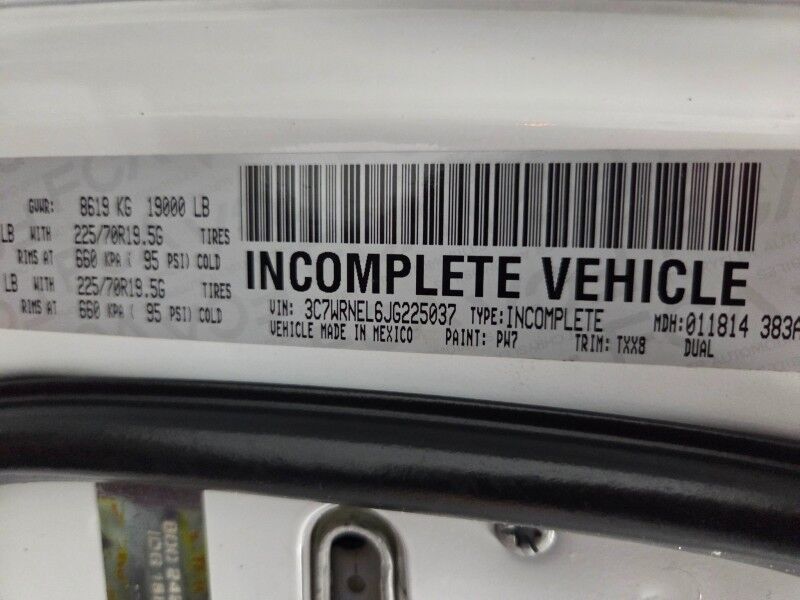 GVWR: 8619 KG 19000 LB
LB WITH 225/70R19.5G TIRES
RIMS AT 660 KPA ( 95 PSI) COLD
LB WITH 225/70R19.5G TIRES
RIMS AT 660 KPA ( 95 PSI) COLD
INCOMPLETE VEHICLE
VIN: 3C7WRNEL6JG225037 TYPE: INCOMPLETE MDH: 011814 383A
VEHICLE MADE IN MEXICO PAINT: PW7 TRIM: TXX8 DUAL